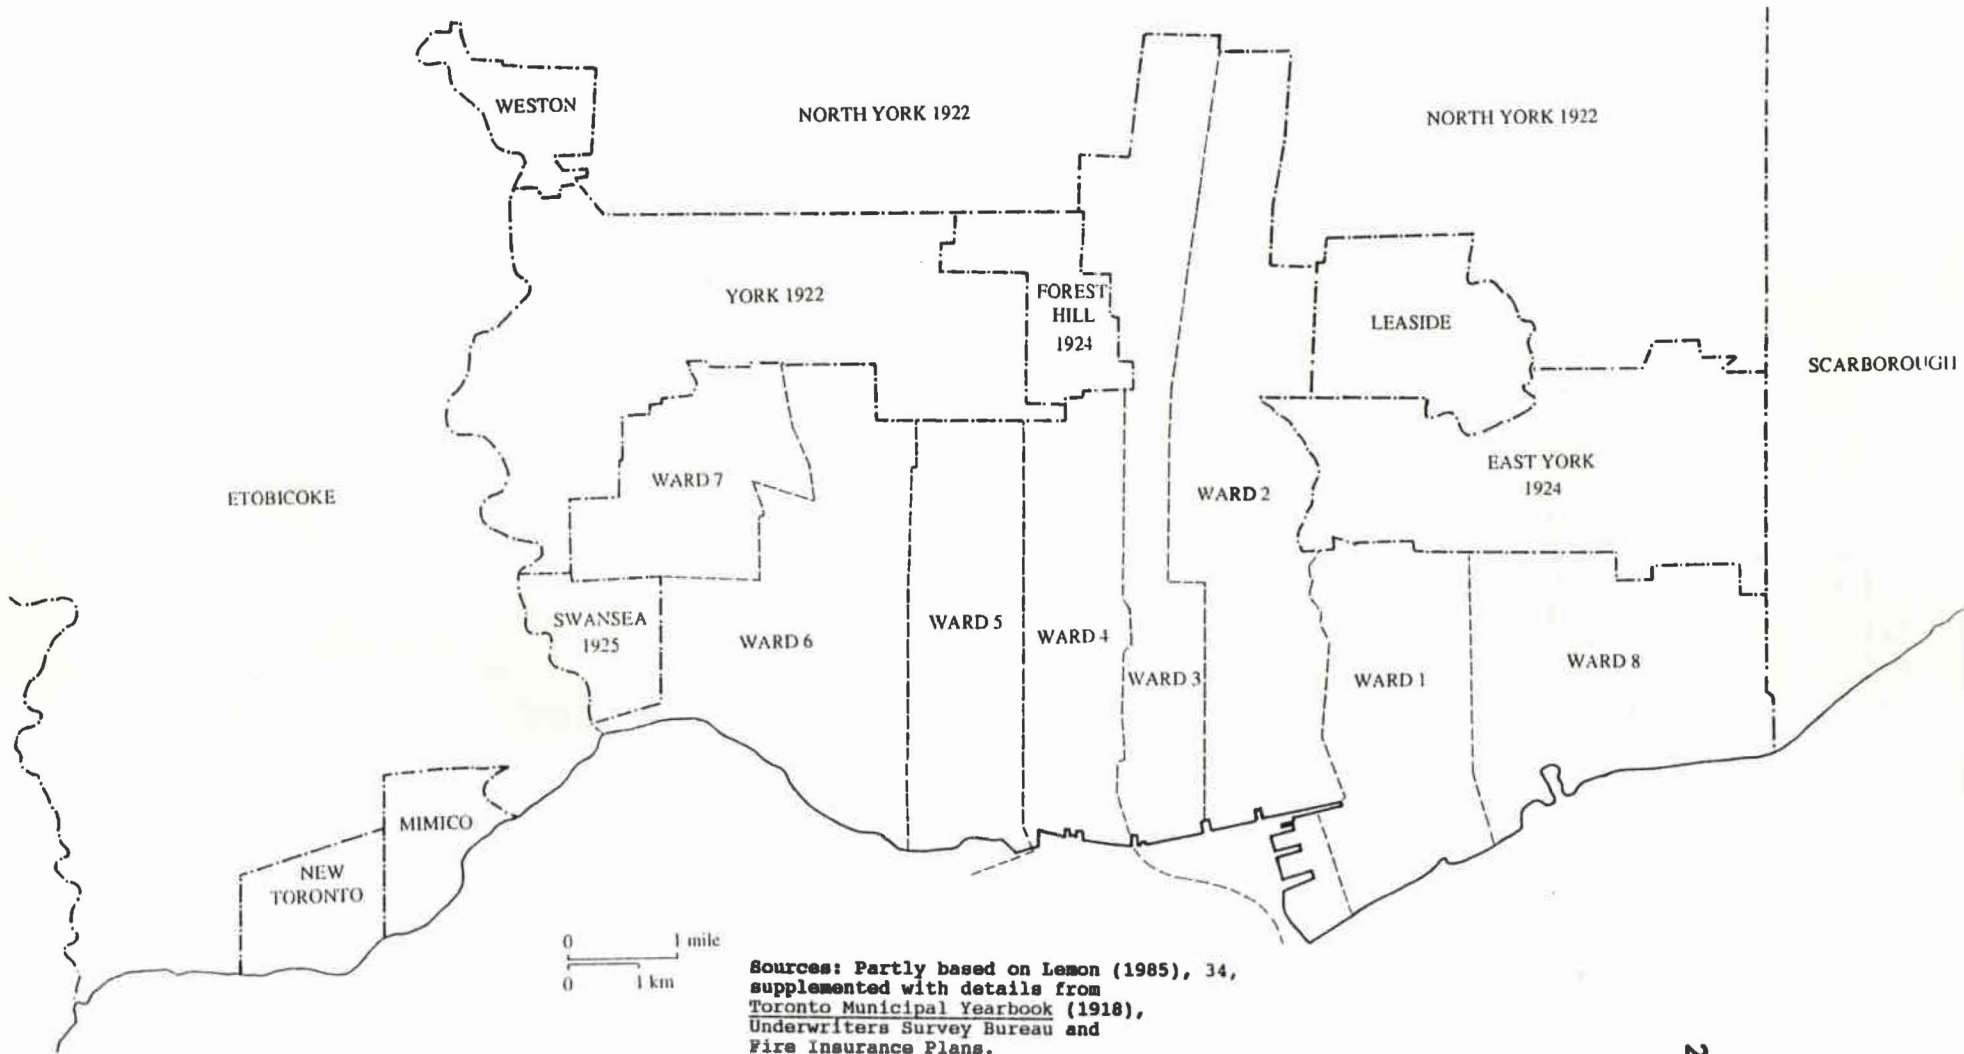 WESTON
NORTH YORK 1922
NORTH YORK 1922
YORK 1922
FOREST
HILL
1924
LEASIDE
SCARBOROUGH
ETOBICOKE
WARD 7
WARD 2
EAST YORK
1924
SWANSEA
1925
WARD 6
WARD 5
WARD 4
WARD 3
WARD 1
WARD 8
MIMICO
NEW
TORONTO
0 1 mile
0 1 km
Sources: Partly based on Lemon (1985), 34,
supplemented with details from
Toronto Municipal Yearbook (1918),
Underwriters Survey Bureau and
Fire Insurance Plans.
2